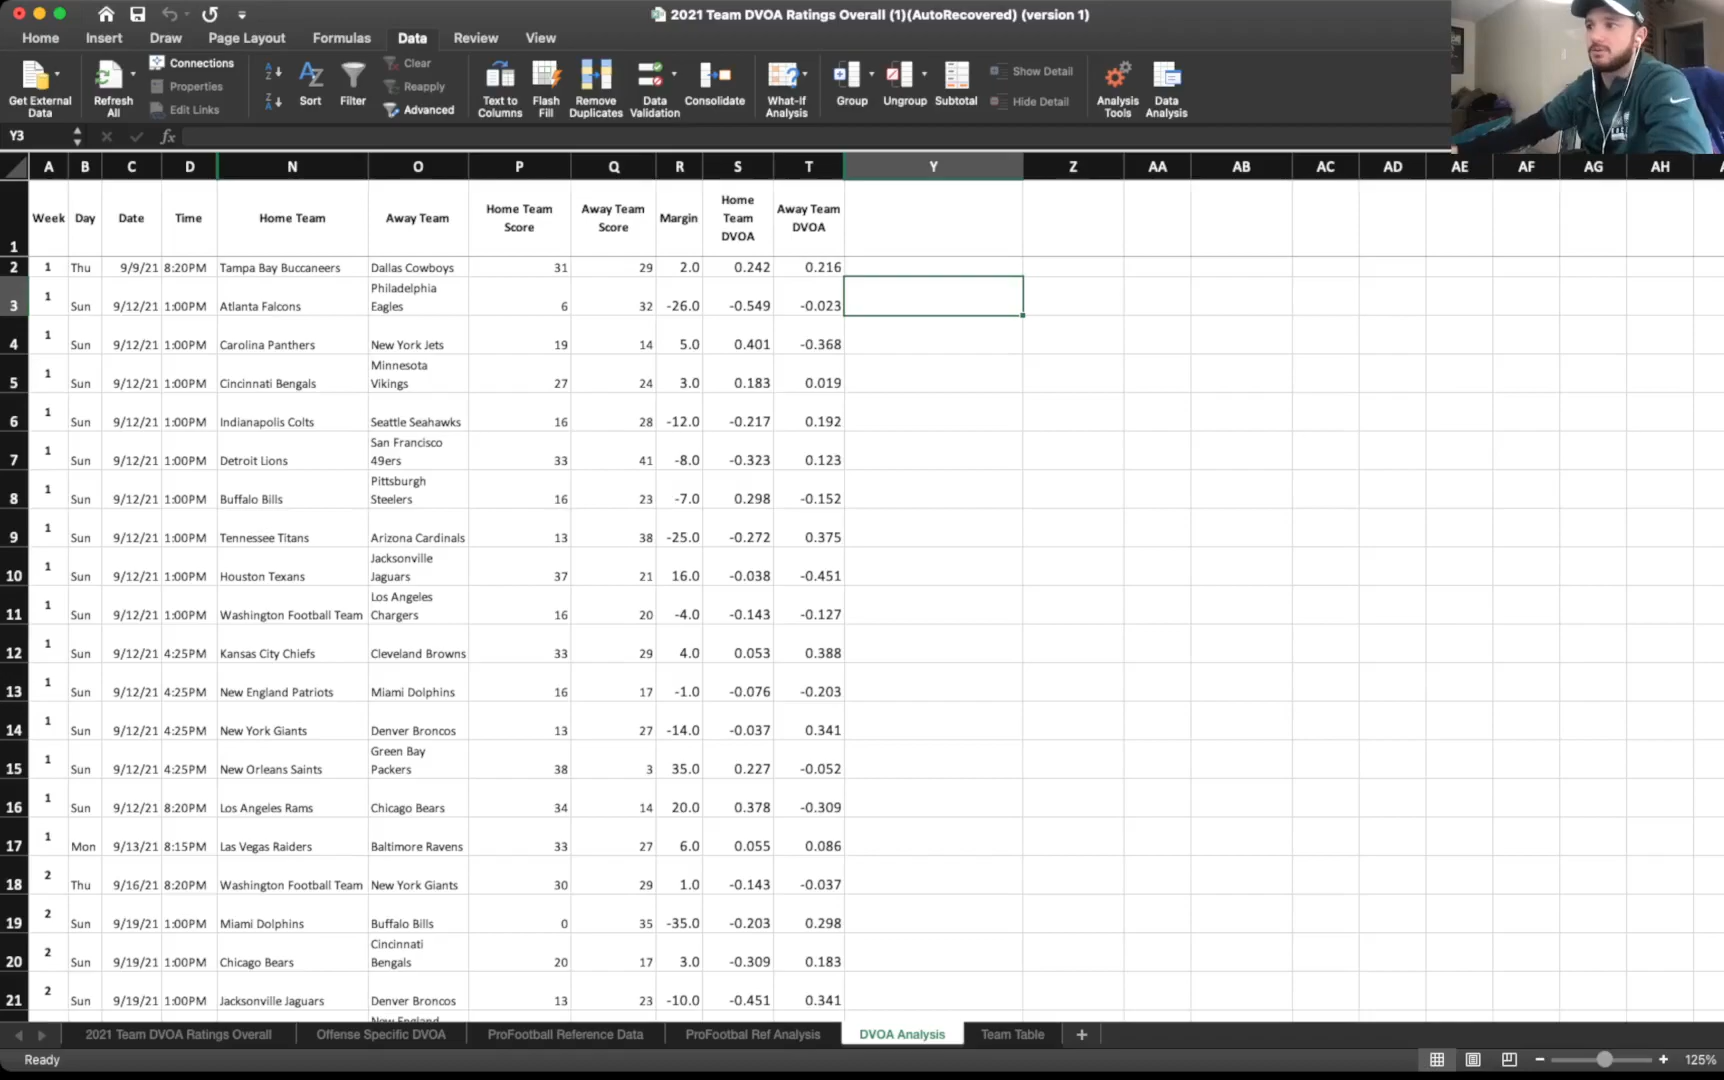 2021 Team DVOA Ratings Overall (1)(AutoRecovered) (version 1)
Home Insert Draw Page Layout Formulas Data Review View
Get External Data
Refresh All
Connections
Properties
Edit Links
Sort
Filter
Clear
Reapply
Advanced
Text to Columns
Flash Fill
Remove Duplicates
Data Validation
Consolidate
What-If Analysis
Group
Ungroup
Subtotal
Show Detail
Hide Detail
Analysis Tools
Data Analysis
Y3 fx
A B C D N O P Q R S T Y Z AA AB AC AD AE AF AG AH
1 Week Day Date Time Home Team Away Team Home Team Score Away Team Score Margin Home Team DVOA Away Team DVOA
2 1 Thu 9/9/21 8:20PM Tampa Bay Buccaneers Dallas Cowboys 31 29 2.0 0.242 0.216
3 1 Sun 9/12/21 1:00PM Atlanta Falcons Philadelphia Eagles 6 32 -26.0 -0.549 -0.023
4 1 Sun 9/12/21 1:00PM Carolina Panthers New York Jets 19 14 5.0 0.401 -0.368
5 1 Sun 9/12/21 1:00PM Cincinnati Bengals Minnesota Vikings 27 24 3.0 0.183 0.019
6 1 Sun 9/12/21 1:00PM Indianapolis Colts Seattle Seahawks 16 28 -12.0 -0.217 0.192
7 1 Sun 9/12/21 1:00PM Detroit Lions San Francisco 49ers 33 41 -8.0 -0.323 0.123
8 1 Sun 9/12/21 1:00PM Buffalo Bills Pittsburgh Steelers 16 23 -7.0 0.298 -0.152
9 1 Sun 9/12/21 1:00PM Tennessee Titans Arizona Cardinals 13 38 -25.0 -0.272 0.375
10 1 Sun 9/12/21 1:00PM Houston Texans Jacksonville Jaguars 37 21 16.0 -0.038 -0.451
11 1 Sun 9/12/21 1:00PM Washington Football Team Los Angeles Chargers 16 20 -4.0 -0.143 -0.127
12 1 Sun 9/12/21 4:25PM Kansas City Chiefs Cleveland Browns 33 29 4.0 0.053 0.388
13 1 Sun 9/12/21 4:25PM New England Patriots Miami Dolphins 16 17 -1.0 -0.076 -0.203
14 1 Sun 9/12/21 4:25PM New York Giants Denver Broncos 13 27 -14.0 -0.037 0.341
15 1 Sun 9/12/21 4:25PM New Orleans Saints Green Bay Packers 38 3 35.0 0.227 -0.052
16 1 Sun 9/12/21 8:20PM Los Angeles Rams Chicago Bears 34 14 20.0 0.378 -0.309
17 1 Mon 9/13/21 8:15PM Las Vegas Raiders Baltimore Ravens 33 27 6.0 0.055 0.086
18 2 Thu 9/16/21 8:20PM Washington Football Team New York Giants 30 29 1.0 -0.143 -0.037
19 2 Sun 9/19/21 1:00PM Miami Dolphins Buffalo Bills 0 35 -35.0 -0.203 0.298
20 2 Sun 9/19/21 1:00PM Chicago Bears Cincinnati Bengals 20 17 3.0 -0.309 0.183
21 2 Sun 9/19/21 1:00PM Jacksonville Jaguars Denver Broncos 13 23 -10.0 -0.451 0.341
New England
2021 Team DVOA Ratings Overall Offense Specific DVOA ProFootball Reference Data ProFootbal Ref Analysis DVOA Analysis Team Table +
Ready 125%